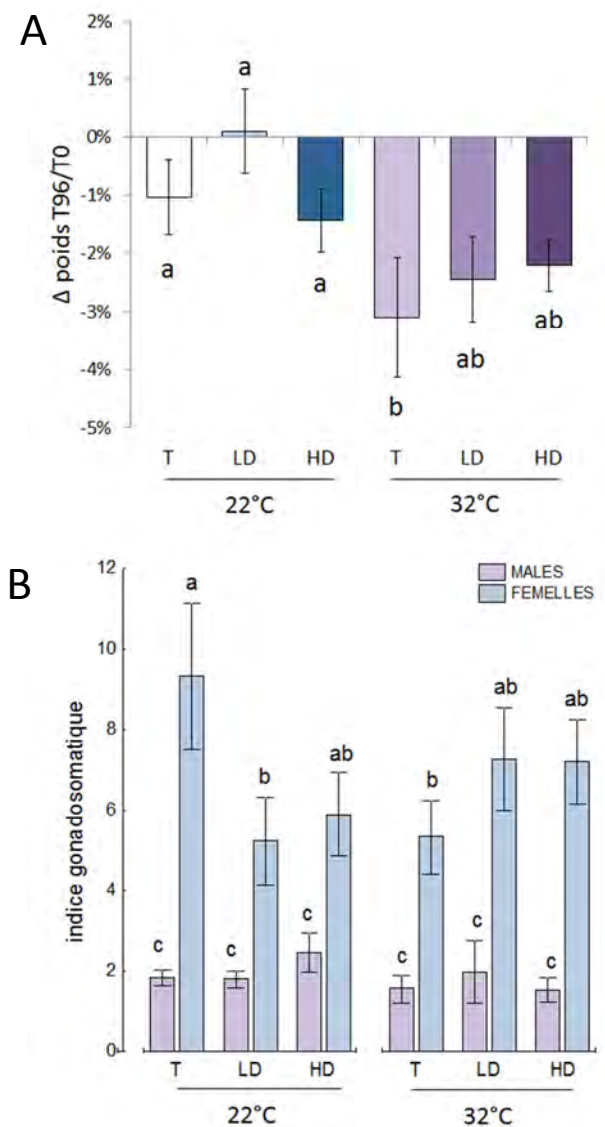 A
Δ poids T96/T0
2%
1%
0%
-1%
-2%
-3%
-4%
-5%
a
a
a
b
ab
ab
T LD HD T LD HD
22°C 32°C
B
MALES
FEMELLES
indice gonadosomatique
12
10
8
6
4
2
0
a
b
ab
b
ab
ab
c
c
c
c
c
c
T LD HD T LD HD
22°C 32°C